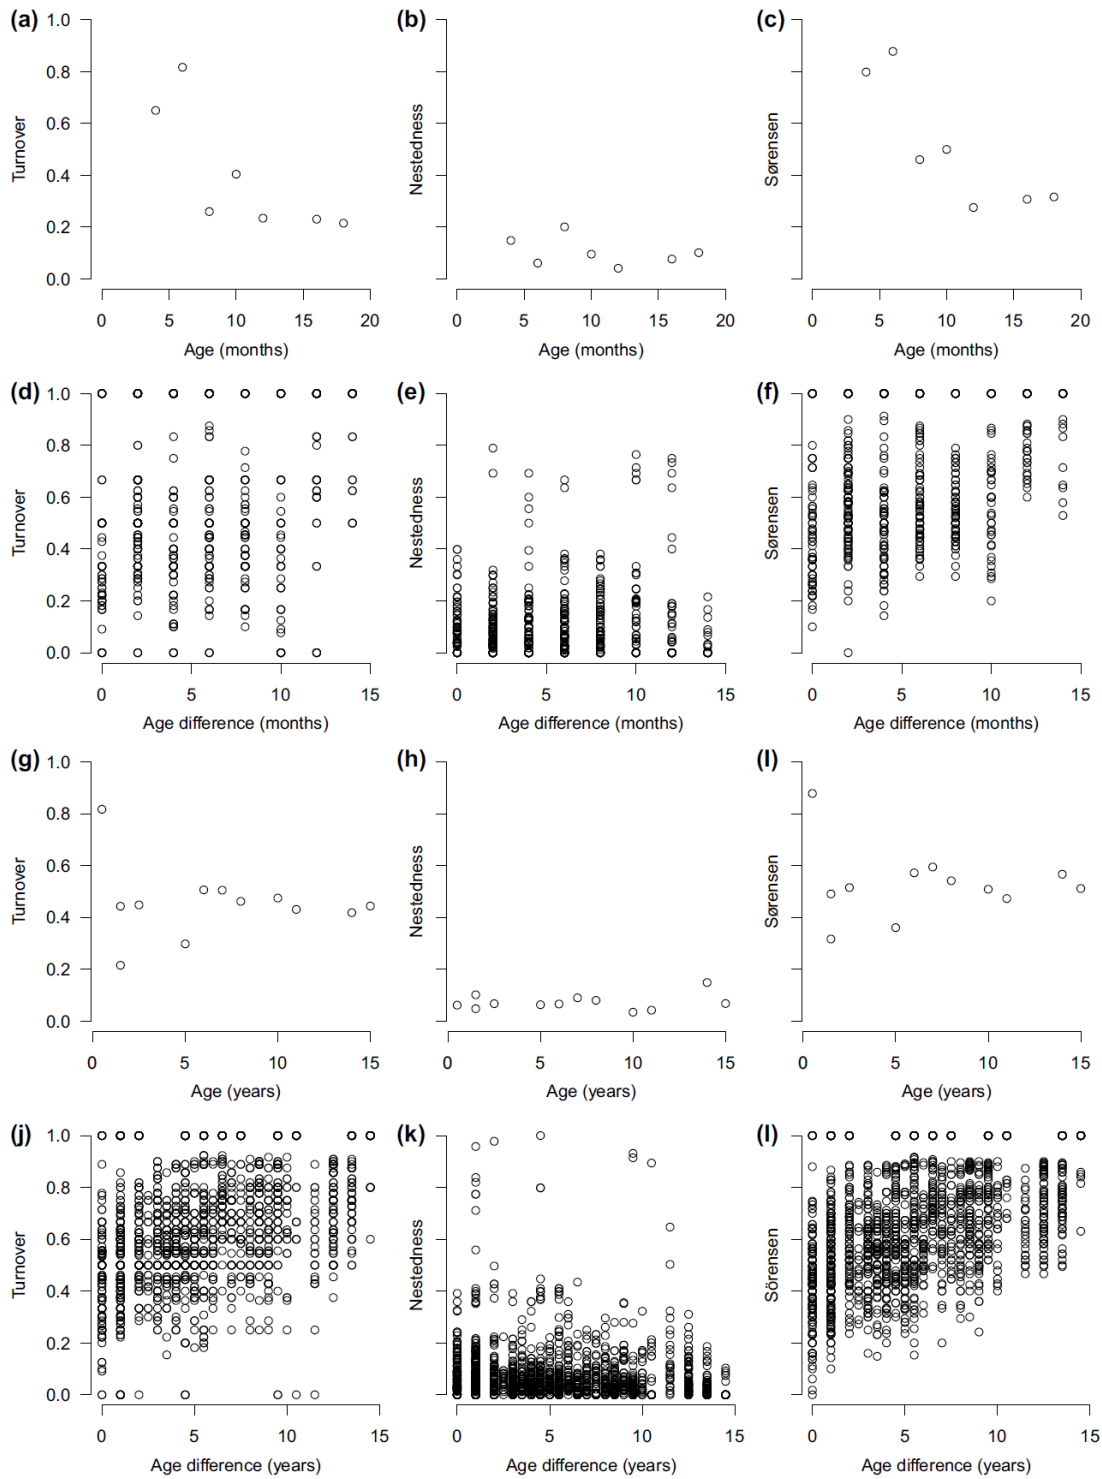 (a) (b) (c)
1.0
0.8
0.6
0.4
0.2
0.0
Turnover Nestedness Sørensen
0 5 10 15 20 0 5 10 15 20 0 5 10 15 20
Age (months) Age (months) Age (months)
(d) (e) (f)
1.0
0.8
0.6
0.4
0.2
0.0
Turnover Nestedness Sørensen
0 5 10 15 0 5 10 15 0 5 10 15
Age difference (months) Age difference (months) Age difference (months)
(g) (h) (I)
1.0
0.8
0.6
0.4
0.2
0.0
Turnover Nestedness Sørensen
0 5 10 15 0 5 10 15 0 5 10 15
Age (years) Age (years) Age (years)
(j) (k) (l)
1.0
0.8
0.6
0.4
0.2
0.0
Turnover Nestedness Sörensen
0 5 10 15 0 5 10 15 0 5 10 15
Age difference (years) Age difference (years) Age difference (years)